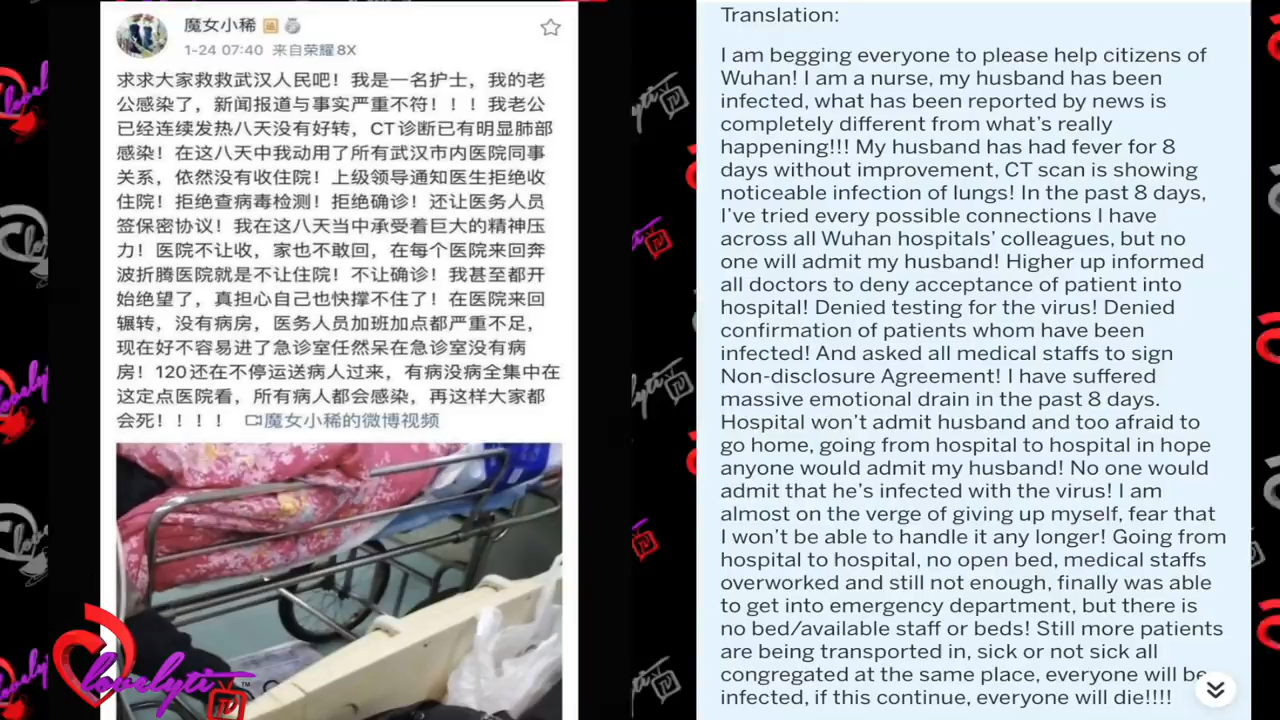 魔女小稀
1-24 07:40 来自荣耀8X
求求大家救救武汉人民吧！我是一名护士，我的老
公感染了，新闻报道与事实严重不符！！！我老公
已经连续发热八天没有好转，CT诊断已有明显肺部
感染！在这八天中我动用了所有武汉市内医院同事
关系，依然没有收住院！上级领导通知医生拒绝收
住院！拒绝查病毒检测！拒绝确诊！还让医务人员
签保密协议！我在这八天当中承受着巨大的精神压
力！医院不让收，家也不敢回，在每个医院来回奔
波折腾医院就是不让住院！不让确诊！我甚至都开
始绝望了，真担心自己也快撑不住了！在医院来回
辗转，没有病房，医务人员加班加点都严重不足，
现在好不容易进了急诊室任然呆在急诊室没有病
房！120还在不停运送病人过来，有病没病全集中在
这定点医院看，所有病人都会感染，再这样大家都
会死！！！！ 魔女小稀的微博视频
Translation:
I am begging everyone to please help citizens of
Wuhan! I am a nurse, my husband has been
infected, what has been reported by news is
completely different from what's really
happening!!! My husband has had fever for 8
days without improvement, CT scan is showing
noticeable infection of lungs! In the past 8 days,
I've tried every possible connections I have
across all Wuhan hospitals' colleagues, but no
one will admit my husband! Higher up informed
all doctors to deny acceptance of patient into
hospital! Denied testing for the virus! Denied
confirmation of patients whom have been
infected! And asked all medical staffs to sign
Non-disclosure Agreement! I have suffered
massive emotional drain in the past 8 days.
Hospital won't admit husband and too afraid to
go home, going from hospital to hospital in hope
anyone would admit my husband! No one would
admit that he's infected with the virus! I am
almost on the verge of giving up myself, fear that
I won't be able to handle it any longer! Going from
hospital to hospital, no open bed, medical staffs
overworked and still not enough, finally was able
to get into emergency department, but there is
no bed/available staff or beds! Still more patients
are being transported in, sick or not sick all
congregated at the same place, everyone will be
infected, if this continue, everyone will die!!!!
Lovelyti TV™